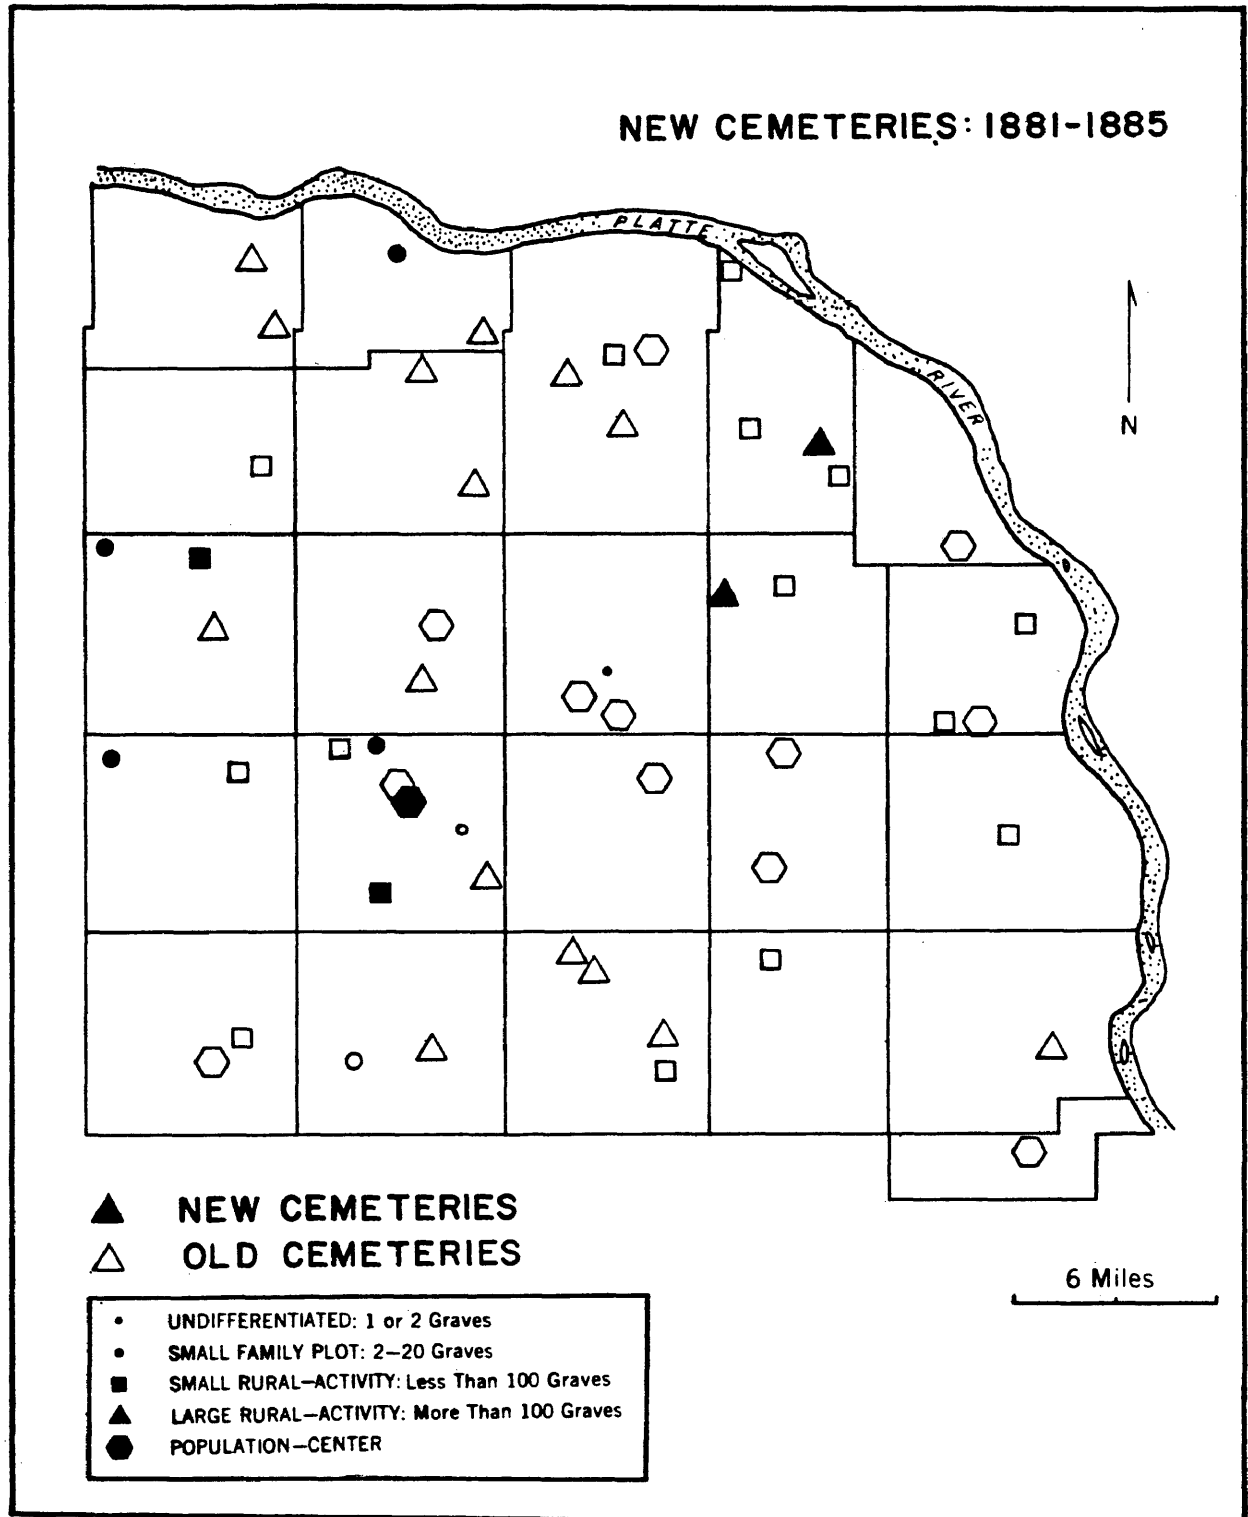 NEW CEMETERIES: 1881-1885
PLATTE
RIVER
N
NEW CEMETERIES
OLD CEMETERIES
6 Miles
UNDIFFERENTIATED: 1 or 2 Graves
SMALL FAMILY PLOT: 2-20 Graves
SMALL RURAL-ACTIVITY: Less Than 100 Graves
LARGE RURAL-ACTIVITY: More Than 100 Graves
POPULATION-CENTER